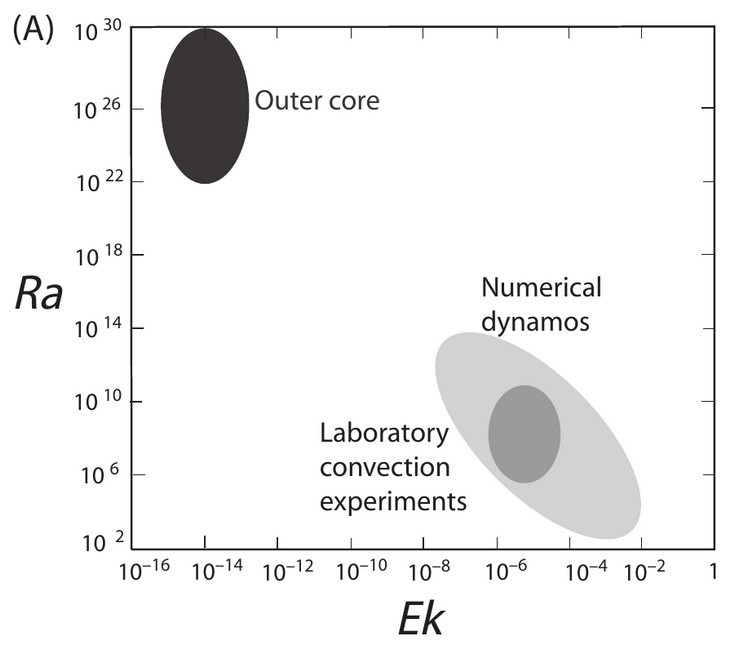 (A)
10 30
10 26
Outer core
10 22
10 18
Ra
Numerical
dynamos
10 14
10 10
Laboratory
convection
experiments
10 6
10 2
10–16 10–14 10–12 10–10 10–8 10–6 10–4 10–2 1
Ek